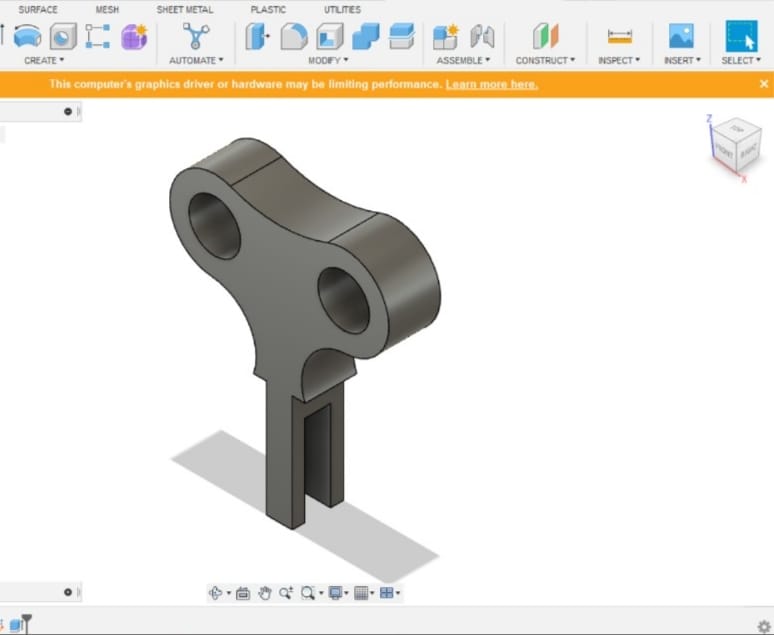 SURFACE MESH SHEET METAL PLASTIC UTILITIES
CREATE AUTOMATE MODIFY ASSEMBLE CONSTRUCT INSPECT INSERT SELECT
This computer's graphics driver or hardware may be limiting performance. Learn more here.
Z
TOP
FRONT RIGHT
X